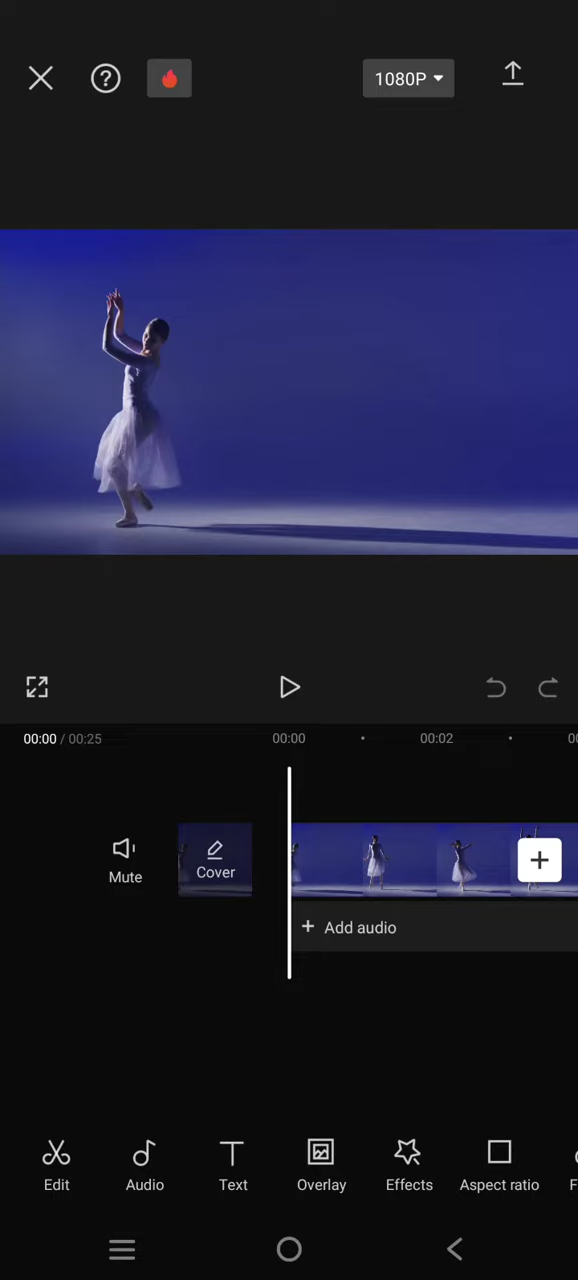 1080P
00:00 / 00:25
00:00
00:02
Mute
Cover
+ Add audio
Edit
Audio
Text
Overlay
Effects
Aspect ratio